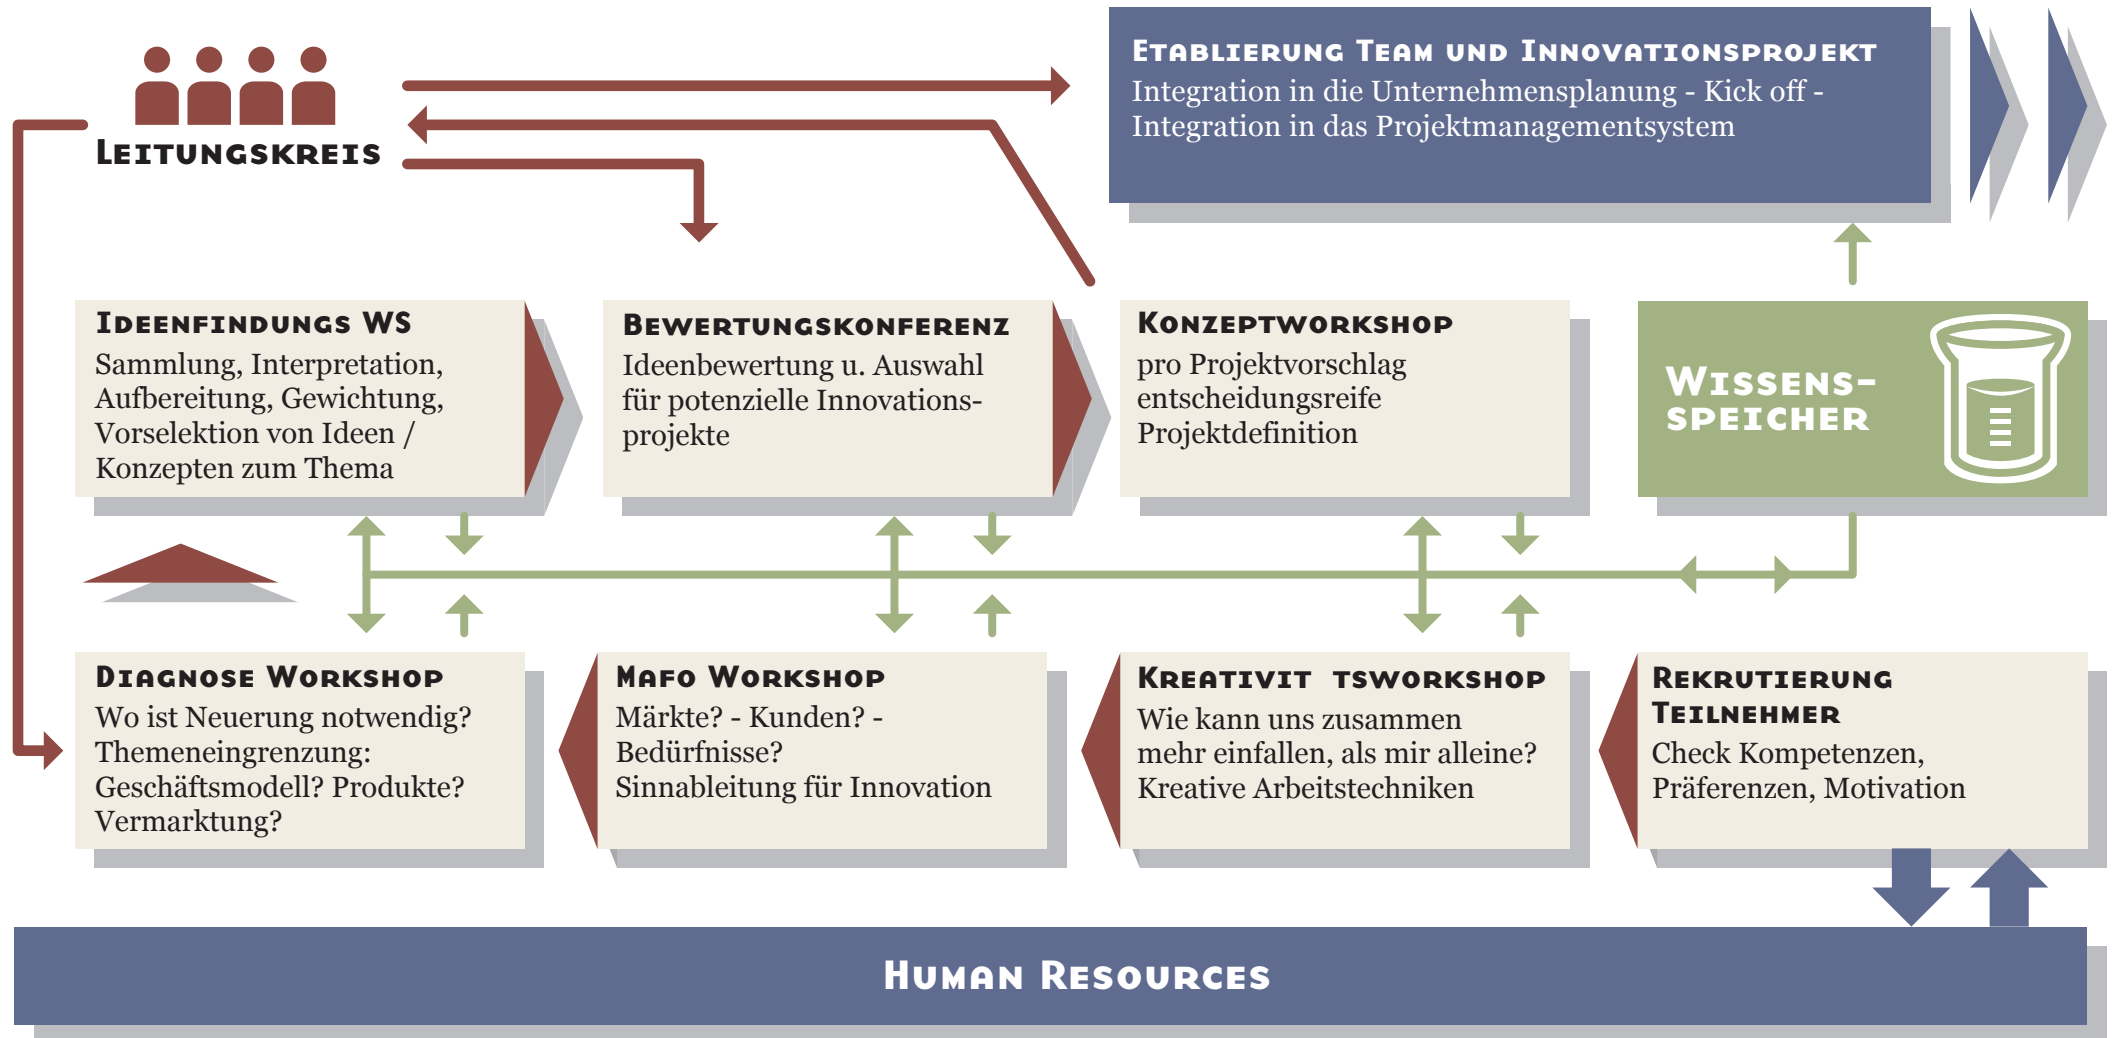 Leitungskreis
Etablierung Team und Innovationsprojekt
Integration in die Unternehmensplanung - Kick off -
Integration in das Projektmanagementsystem
Ideenfindungs WS
Sammlung, Interpretation,
Aufbereitung, Gewichtung,
Vorselektion von Ideen /
Konzepten zum Thema
Bewertungskonferenz
Ideenbewertung u. Auswahl
für potenzielle Innovations-
projekte
Konzeptworkshop
pro Projektvorschlag
entscheidungsreife
Projektdefinition
Wissens-
speicher
Diagnose Workshop
Wo ist Neuerung notwendig?
Themeneingrenzung:
Geschäftsmodell? Produkte?
Vermarktung?
Mafo Workshop
Märkte? - Kunden? -
Bedürfnisse?
Sinnableitung für Innovation
Kreativit tsworkshop
Wie kann uns zusammen
mehr einfallen, als mir alleine?
Kreative Arbeitstechniken
Rekrutierung
Teilnehmer
Check Kompetenzen,
Präferenzen, Motivation
Human Resources